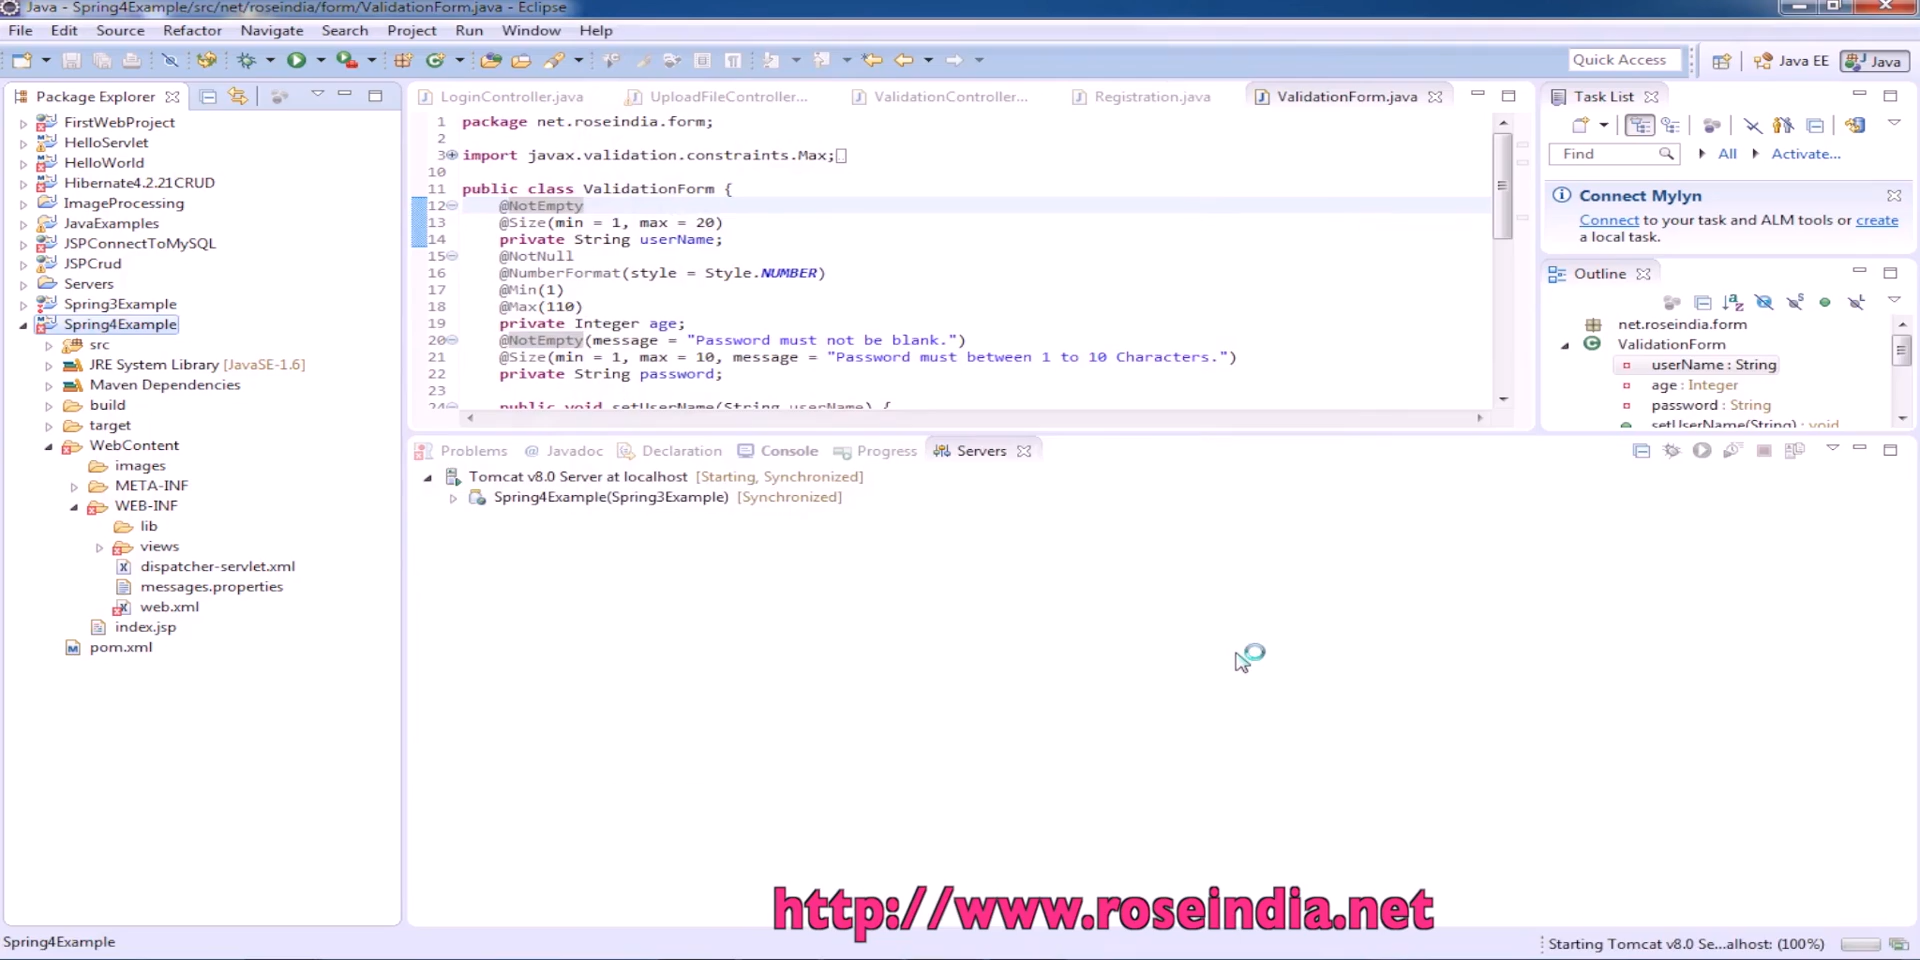 Java - Spring4Example/src/net/roseindia/form/ValidationForm.java - Eclipse
File Edit Source Refactor Navigate Search Project Run Window Help
Quick Access
Java EE
Java
Package Explorer
FirstWebProject
HelloServlet
HelloWorld
Hibernate4.2.21CRUD
ImageProcessing
JavaExamples
JSPConnectToMySQL
JSPCrud
Servers
Spring3Example
Spring4Example
src
JRE System Library [JavaSE-1.6]
Maven Dependencies
build
target
WebContent
images
META-INF
WEB-INF
lib
views
dispatcher-servlet.xml
messages.properties
web.xml
index.jsp
pom.xml
LoginController.java UploadFileController... ValidationController... Registration.java ValidationForm.java
1 package net.roseindia.form;
2
3 import javax.validation.constraints.Max;
10
11 public class ValidationForm {
12 @NotEmpty
13 @Size(min = 1, max = 20)
14 private String userName;
15 @NotNull
16 @NumberFormat(style = Style.NUMBER)
17 @Min(1)
18 @Max(110)
19 private Integer age;
20 @NotEmpty(message = "Password must not be blank.")
21 @Size(min = 1, max = 10, message = "Password must between 1 to 10 Characters.")
22 private String password;
23
24 public void setUserName(String userName) {
Task List
Find
All
Activate...
Connect Mylyn
Connect to your task and ALM tools or create
a local task.
Outline
net.roseindia.form
ValidationForm
userName : String
age : Integer
password : String
setUserName(String) : void
Problems @ Javadoc Declaration Console Progress Servers
Tomcat v8.0 Server at localhost [Starting, Synchronized]
Spring4Example(Spring3Example) [Synchronized]
http://www.roseindia.net
Spring4Example
Starting Tomcat v8.0 Se...alhost: (100%)